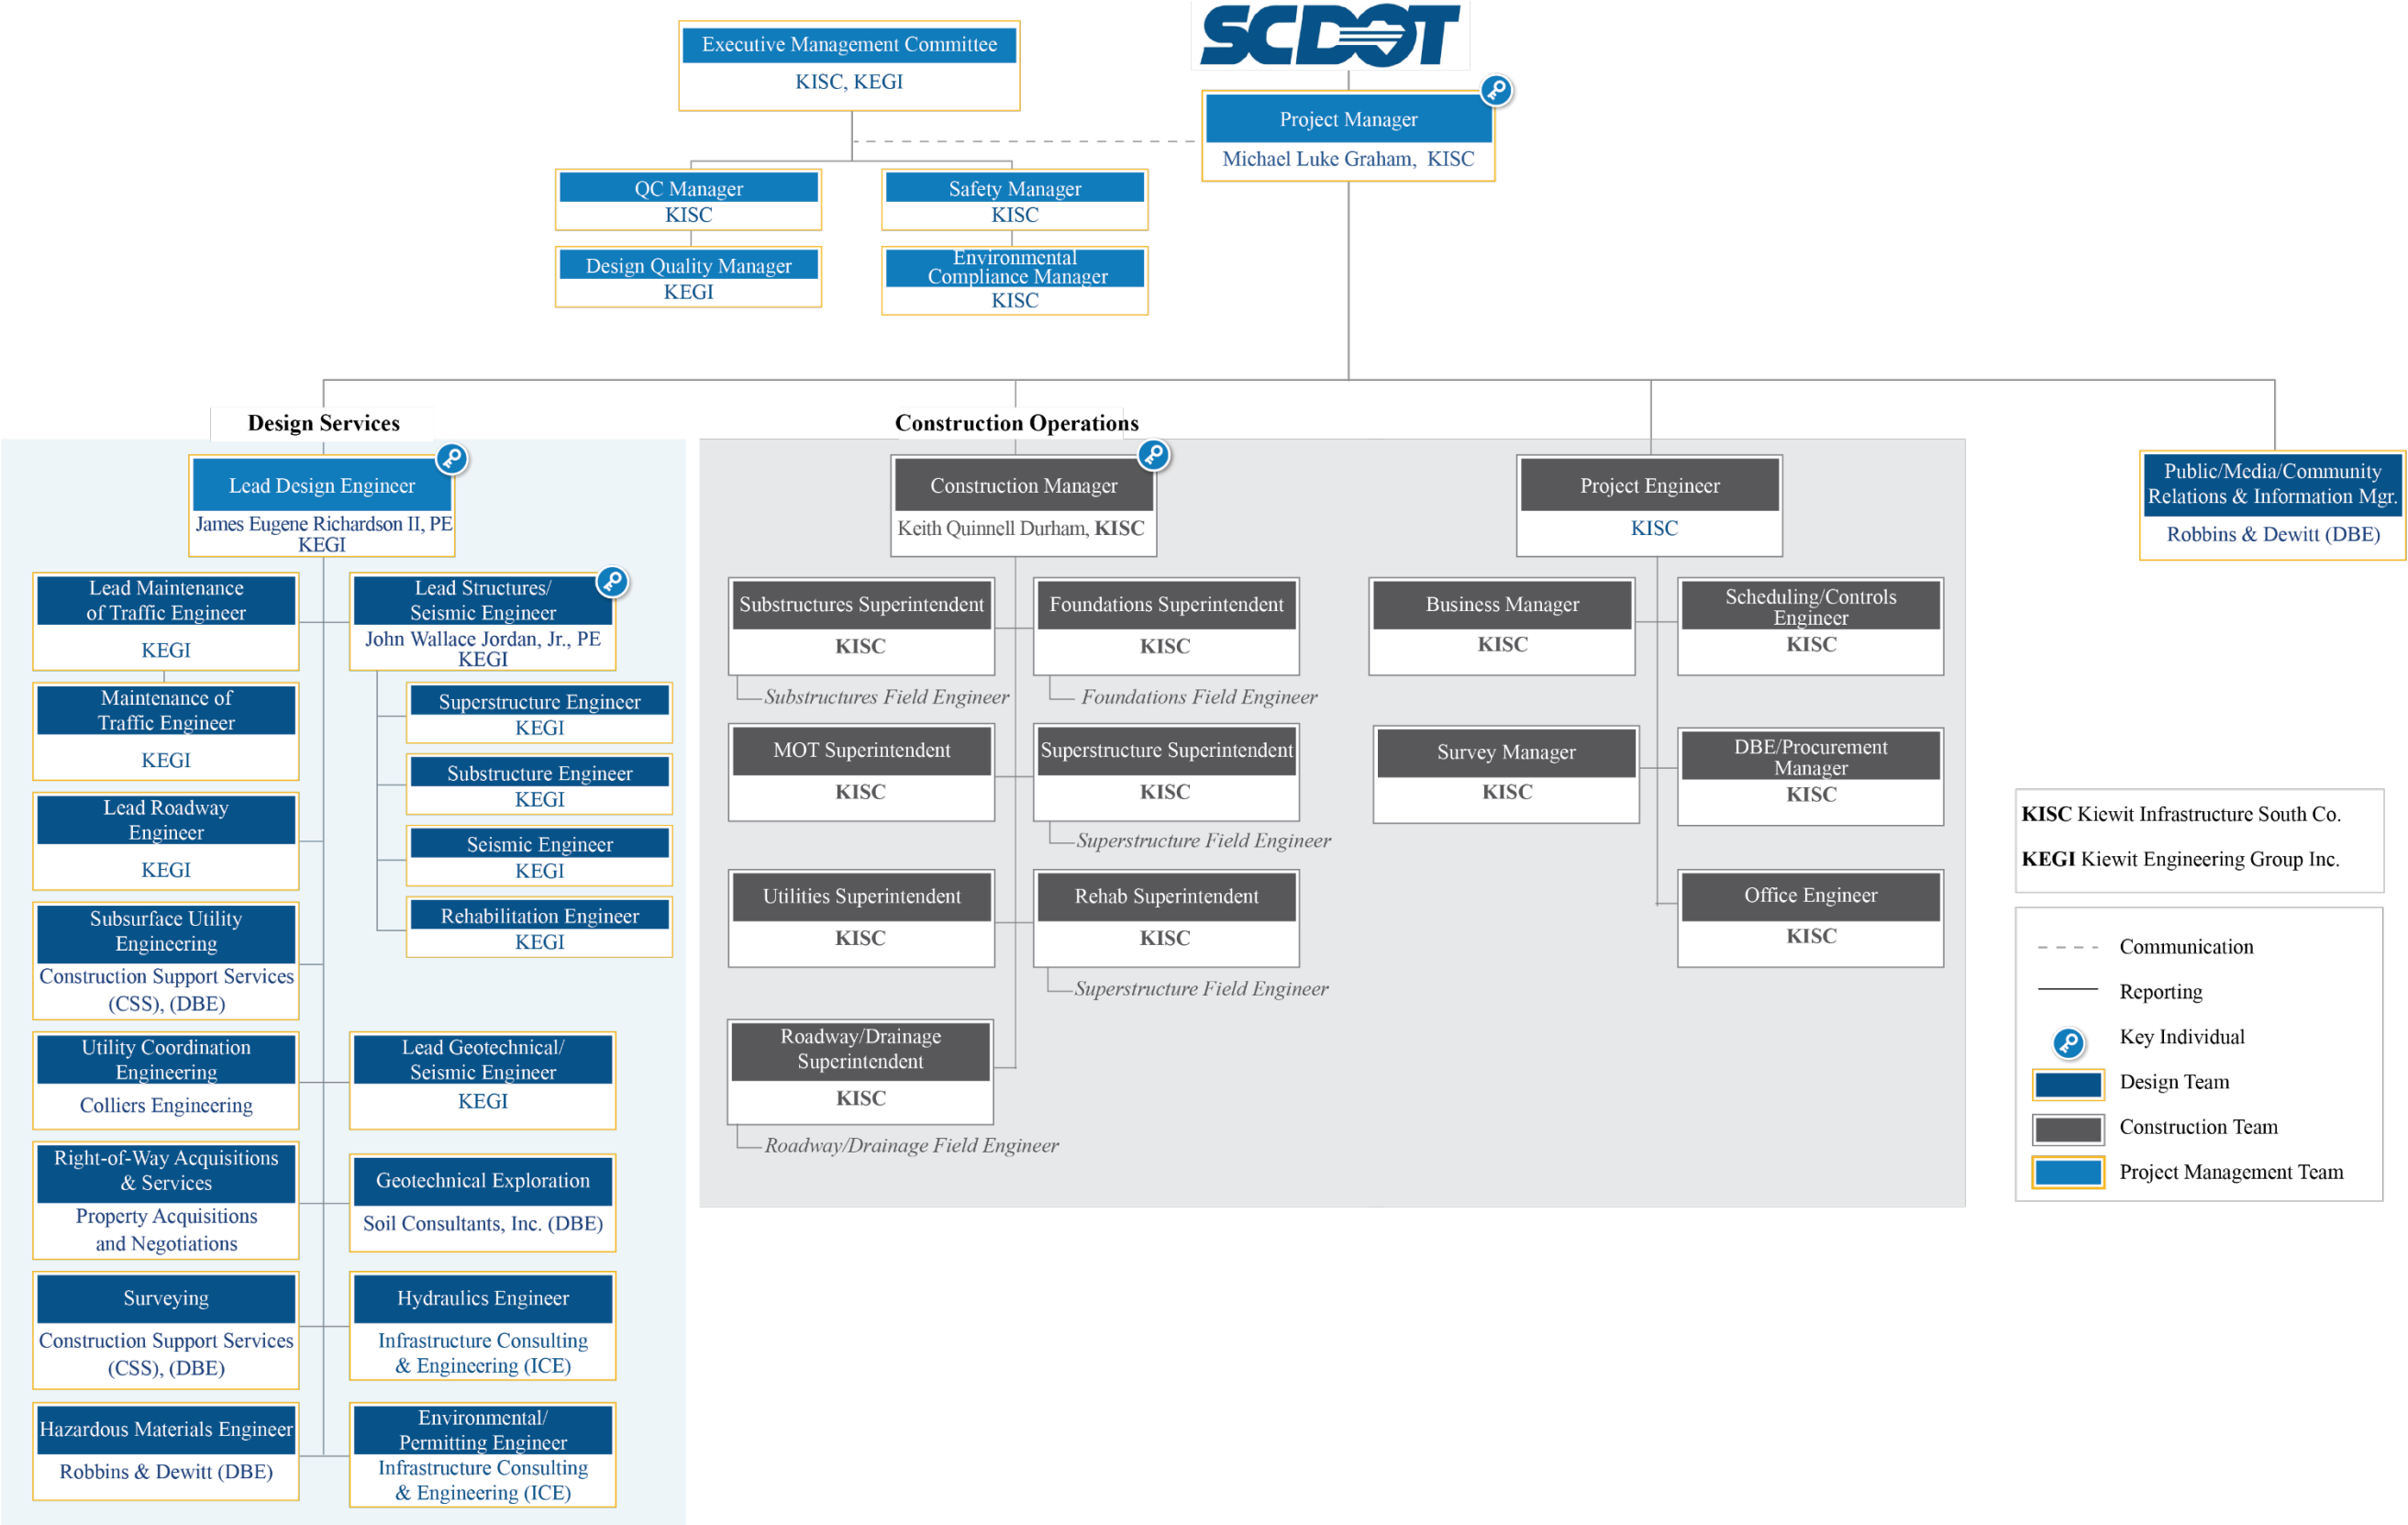 SCDOT
Executive Management Committee
KISC, KEGI
Project Manager
Michael Luke Graham, KISC
QC Manager
KISC
Safety Manager
KISC
Design Quality Manager
KEGI
Environmental
Compliance Manager
KISC
Design Services
Lead Design Engineer
James Eugene Richardson II, PE
KEGI
Lead Maintenance
of Traffic Engineer
KEGI
Lead Structures/
Seismic Engineer
John Wallace Jordan, Jr., PE
KEGI
Maintenance of
Traffic Engineer
KEGI
Superstructure Engineer
KEGI
Substructure Engineer
KEGI
Lead Roadway
Engineer
KEGI
Seismic Engineer
KEGI
Rehabilitation Engineer
KEGI
Subsurface Utility
Engineering
Construction Support Services
(CSS), (DBE)
Utility Coordination
Engineering
Colliers Engineering
Lead Geotechnical/
Seismic Engineer
KEGI
Right-of-Way Acquisitions
& Services
Property Acquisitions
and Negotiations
Geotechnical Exploration
Soil Consultants, Inc. (DBE)
Surveying
Construction Support Services
(CSS), (DBE)
Hydraulics Engineer
Infrastructure Consulting
& Engineering (ICE)
Hazardous Materials Engineer
Robbins & Dewitt (DBE)
Environmental/
Permitting Engineer
Infrastructure Consulting
& Engineering (ICE)
Construction Operations
Construction Manager
Keith Quinnell Durham, KISC
Substructures Superintendent
KISC
Substructures Field Engineer
Foundations Superintendent
KISC
Foundations Field Engineer
MOT Superintendent
KISC
Superstructure Superintendent
KISC
Superstructure Field Engineer
Utilities Superintendent
KISC
Rehab Superintendent
KISC
Superstructure Field Engineer
Roadway/Drainage
Superintendent
KISC
Roadway/Drainage Field Engineer
Project Engineer
KISC
Business Manager
KISC
Scheduling/Controls
Engineer
KISC
Survey Manager
KISC
DBE/Procurement
Manager
KISC
Office Engineer
KISC
Public/Media/Community
Relations & Information Mgr.
Robbins & Dewitt (DBE)
KISC Kiewit Infrastructure South Co.
KEGI Kiewit Engineering Group Inc.
Communication
Reporting
Key Individual
Design Team
Construction Team
Project Management Team